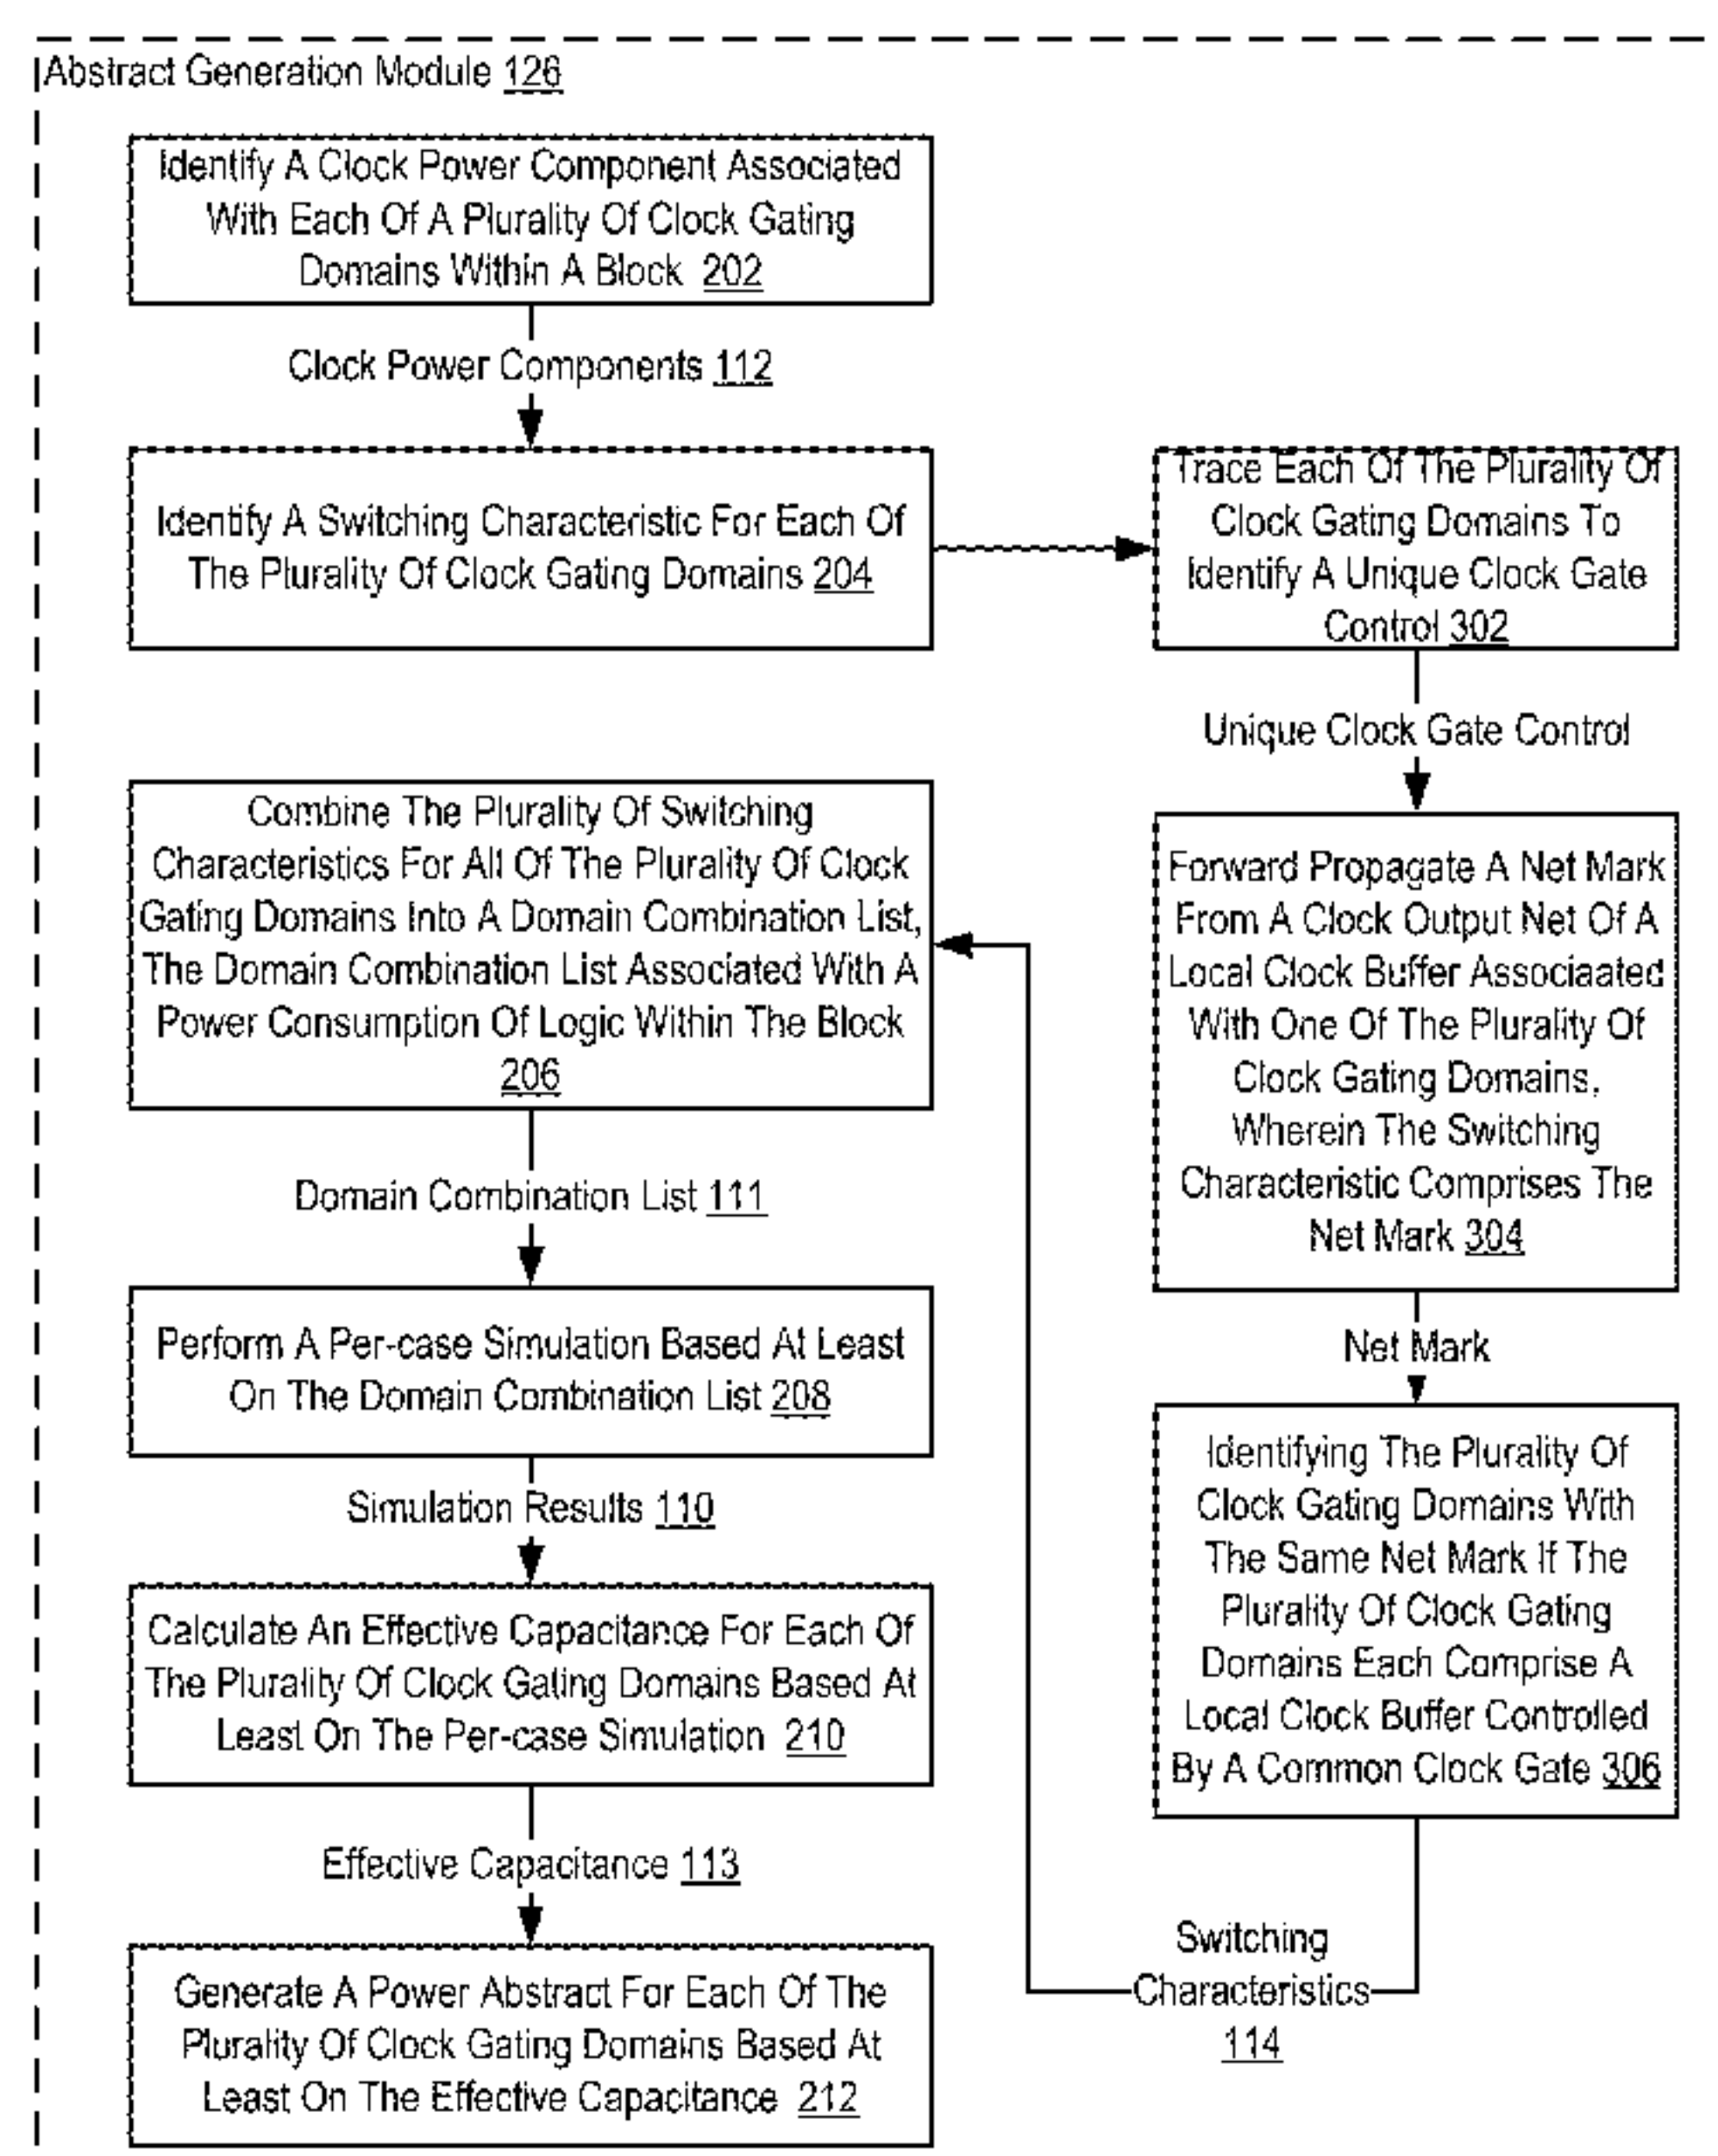 Abstract Generation Module 126
Identify A Clock Power Component Associated
With Each Of A Plurality Of Clock Gating
Domains Within A Block 202
Clock Power Components 112
Identify A Switching Characteristic For Each Of
The Plurality Of Clock Gating Domains 204
Trace Each Of The Plurality Of
Clock Gating Domains To
Identify A Unique Clock Gate
Control 302
Unique Clock Gate Control
Forward Propagate A Net Mark
From A Clock Output Net Of A
Local Clock Buffer Associaated
With One Of The Plurality Of
Clock Gating Domains,
Wherein The Switching
Characteristic Comprises The
Net Mark 304
Net Mark
Identifying The Plurality Of
Clock Gating Domains With
The Same Net Mark If The
Plurality Of Clock Gating
Domains Each Comprise A
Local Clock Buffer Controlled
By A Common Clock Gate 306
Switching
Characteristics
114
Combine The Plurality Of Switching
Characteristics For All Of The Plurality Of Clock
Gating Domains Into A Domain Combination List,
The Domain Combination List Associated With A
Power Consumption Of Logic Within The Block
206
Domain Combination List 111
Perform A Per-case Simulation Based At Least
On The Domain Combination List 208
Simulation Results 110
Calculate An Effective Capacitance For Each Of
The Plurality Of Clock Gating Domains Based At
Least On The Per-case Simulation 210
Effective Capacitance 113
Generate A Power Abstract For Each Of The
Plurality Of Clock Gating Domains Based At
Least On The Effective Capacitance 212